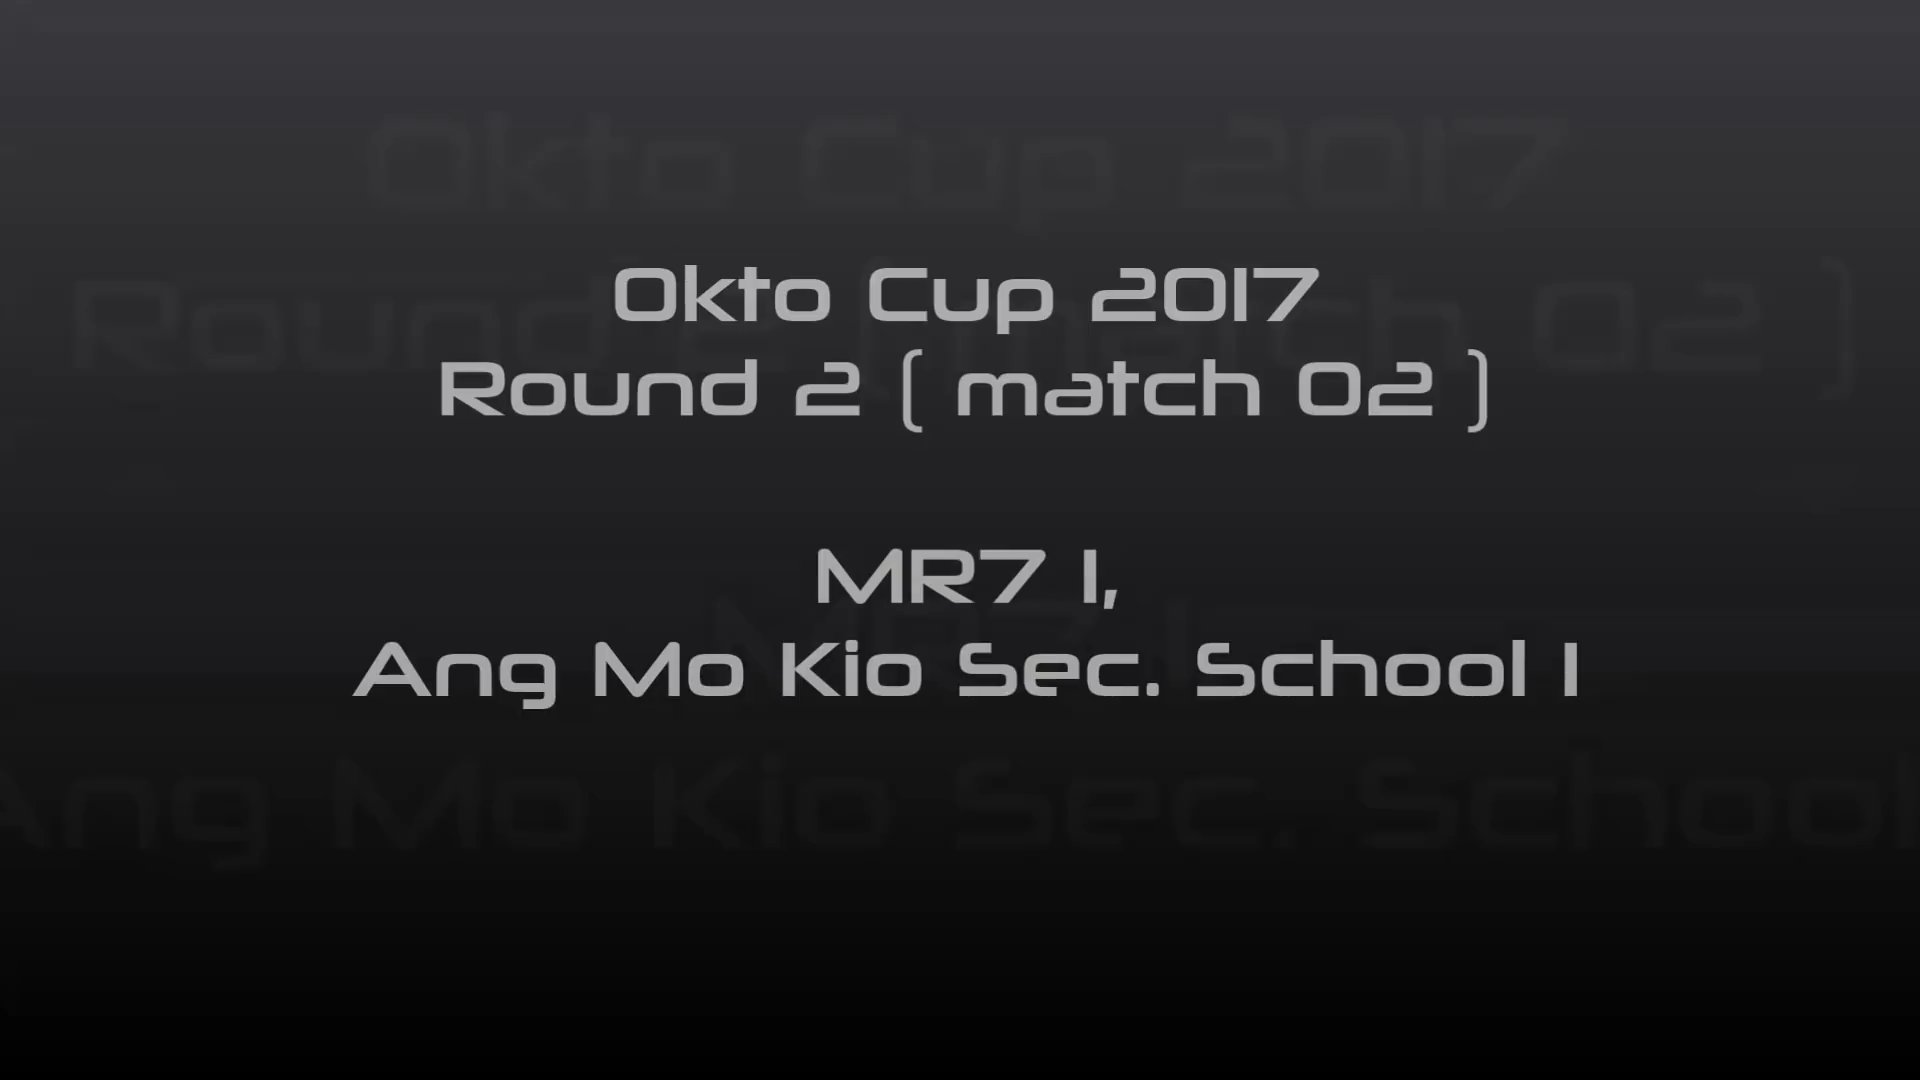 Okto Cup 2017
Round 2 ( match 02 )
MR7 1,
Ang Mo Kio Sec. School 1